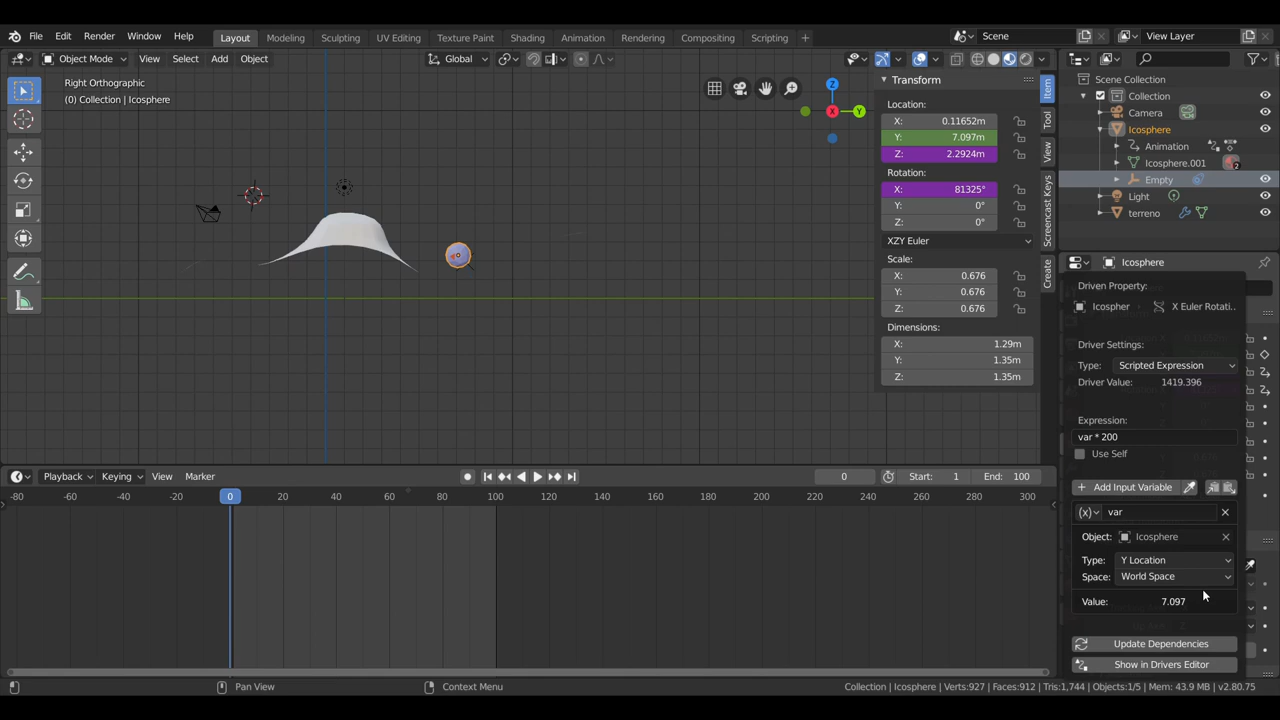 File Edit Render Window Help Layout Modeling Sculpting UV Editing Texture Paint Shading Animation Rendering Compositing Scripting + Scene View Layer
Object Mode View Select Add Object Global
Right Orthographic
(0) Collection | Icosphere
Z
X
Y
Transform
Location:
X: 0.11652m
Y: 7.097m
Z: 2.2924m
Rotation:
X: 81325°
Y: 0°
Z: 0°
XZY Euler
Scale:
X: 0.676
Y: 0.676
Z: 0.676
Dimensions:
X: 1.29m
Y: 1.35m
Z: 1.35m
Item
Tool
View
Screencast Keys
Create
Scene Collection
Collection
Camera
Icosphere
Animation
Icosphere.001
2
Empty
Light
terreno
Icosphere
Driven Property:
Icospher X Euler Rotati..
Driver Settings:
Type: Scripted Expression
Driver Value: 1419.396
Expression:
var * 200
Use Self
+ Add Input Variable
(x) var
Object: Icosphere
Type: Y Location
Space: World Space
Value: 7.097
Update Dependencies
Show in Drivers Editor
Playback Keying View Marker 0 Start: 1 End: 100
-80 -60 -40 -20 0 20 40 60 80 100 120 140 160 180 200 220 240 260 280 300
Pan View Context Menu Collection | Icosphere | Verts:927 | Faces:912 | Tris:1,744 | Objects:1/5 | Mem: 43.9 MB | v2.80.75